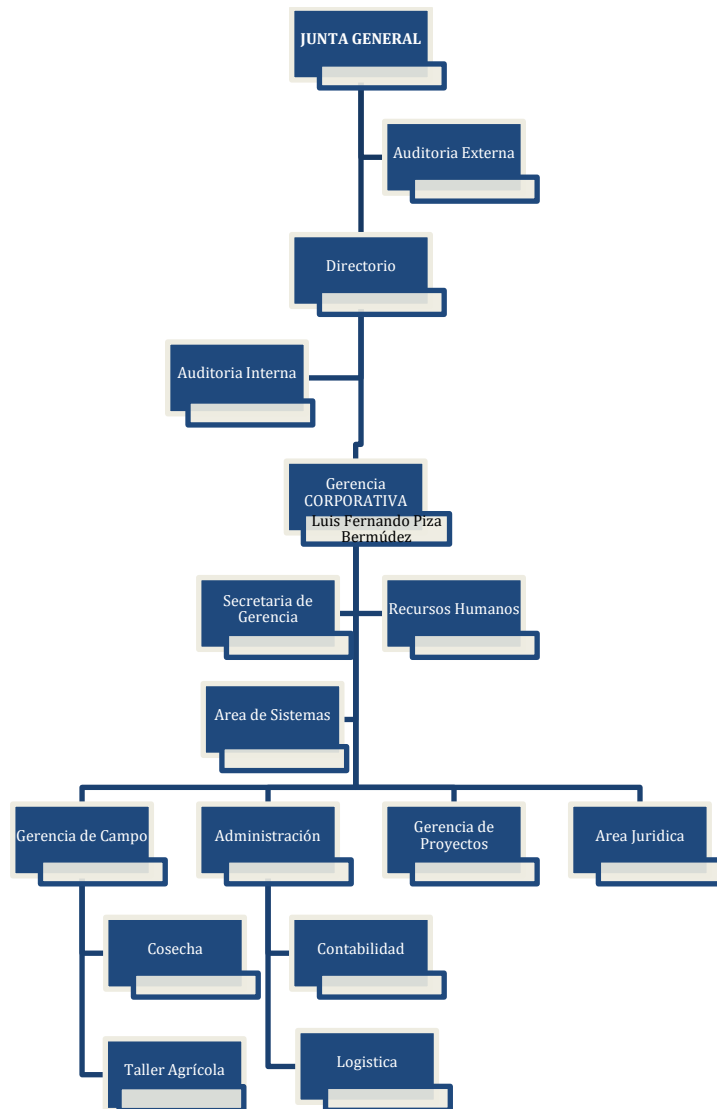 JUNTA GENERAL
Auditoria Externa
Directorio
Auditoria Interna
Gerencia
CORPORATIVA
Luis Fernando Piza
Bermúdez
Secretaria de
Gerencia
Recursos Humanos
Area de Sistemas
Gerencia de Campo
Administración
Gerencia de
Proyectos
Area Juridica
Cosecha
Contabilidad
Taller Agrícola
Logistica